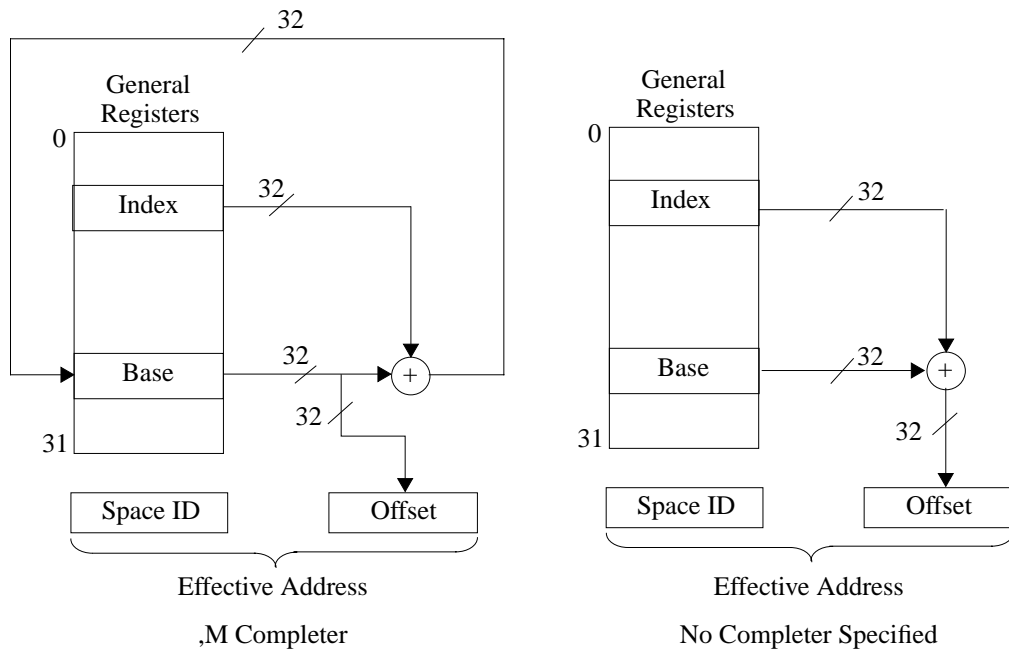 32
General
Registers
0
Index
32
Base
32
+
32
31
Space ID
Offset
Effective Address
,M Completer
General
Registers
0
Index
32
Base
32
+
32
31
Space ID
Offset
Effective Address
No Completer Specified